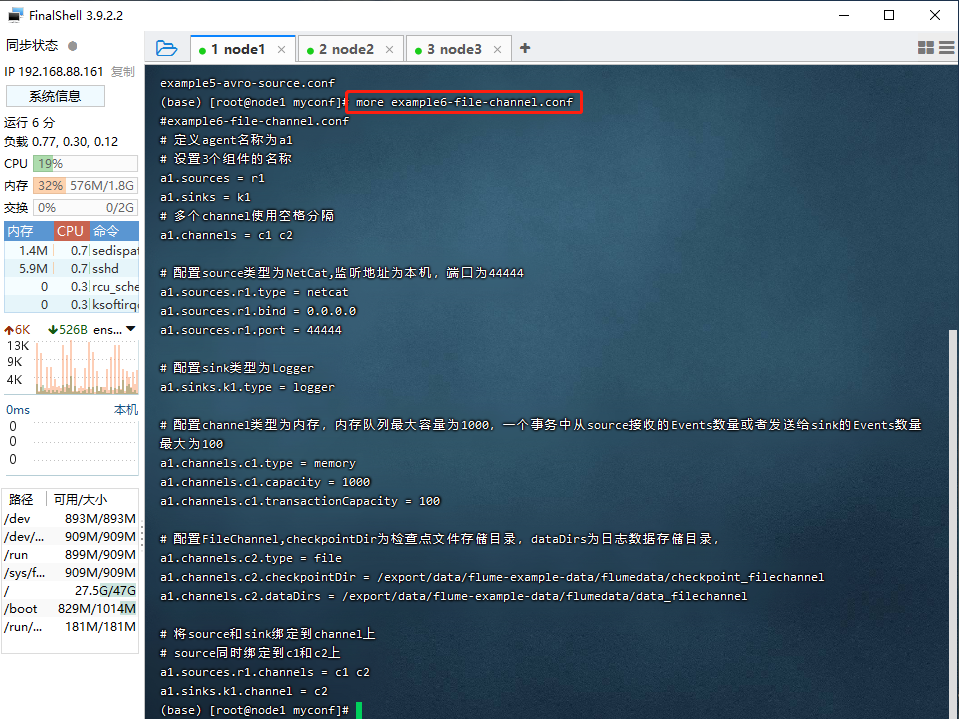 FinalShell 3.9.2.2
同步状态
IP 192.168.88.161 复制
系统信息
运行 6 分
负载 0.77, 0.30, 0.12
CPU 19%
内存 32% 576M/1.8G
交换 0% 0/2G
内存 CPU 命令
1.4M 0.7 sedispat
5.9M 0.7 sshd
0 0.3 rcu_sche
0 0.3 ksoftirq
6K 526B ens...
13K
9K
4K
0ms 本机
0
0
0
路径 可用/大小
/dev 893M/893M
/dev/... 909M/909M
/run 899M/909M
/sys/f... 909M/909M
/ 27.5G/47G
/boot 829M/1014M
/run/... 181M/181M
1 node1
2 node2
3 node3
example5-avro-source.conf
(base) [root@node1 myconf]# more example6-file-channel.conf
#example6-file-channel.conf
# 定义agent名称为a1
# 设置3个组件的名称
a1.sources = r1
a1.sinks = k1
# 多个channel使用空格分隔
a1.channels = c1 c2
# 配置source类型为NetCat,监听地址为本机，端口为44444
a1.sources.r1.type = netcat
a1.sources.r1.bind = 0.0.0.0
a1.sources.r1.port = 44444
# 配置sink类型为Logger
a1.sinks.k1.type = logger
# 配置channel类型为内存，内存队列最大容量为1000，一个事务中从source接收的Events数量或者发送给sink的Events数量
最大为100
a1.channels.c1.type = memory
a1.channels.c1.capacity = 1000
a1.channels.c1.transactionCapacity = 100
# 配置FileChannel,checkpointDir为检查点文件存储目录，dataDirs为日志数据存储目录，
a1.channels.c2.type = file
a1.channels.c2.checkpointDir = /export/data/flume-example-data/flumedata/checkpoint_filechannel
a1.channels.c2.dataDirs = /export/data/flume-example-data/flumedata/data_filechannel
# 将source和sink绑定到channel上
# source同时绑定到c1和c2上
a1.sources.r1.channels = c1 c2
a1.sinks.k1.channel = c2
(base) [root@node1 myconf]#